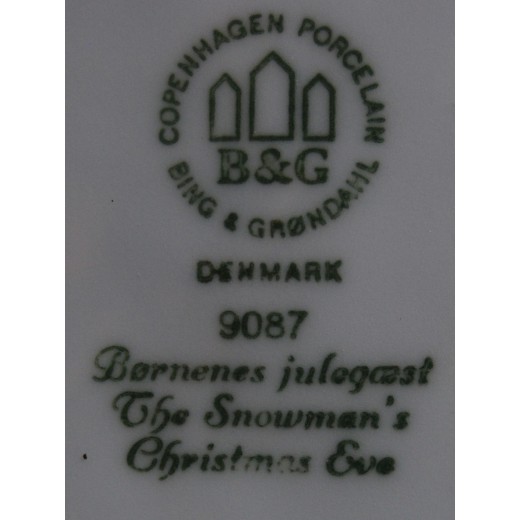 COPENHAGEN PORCELAIN
B&G
BING & GRØNDAHL
DENMARK
9087
Børnenes julegæst
The Snowman's
Christmas Eve